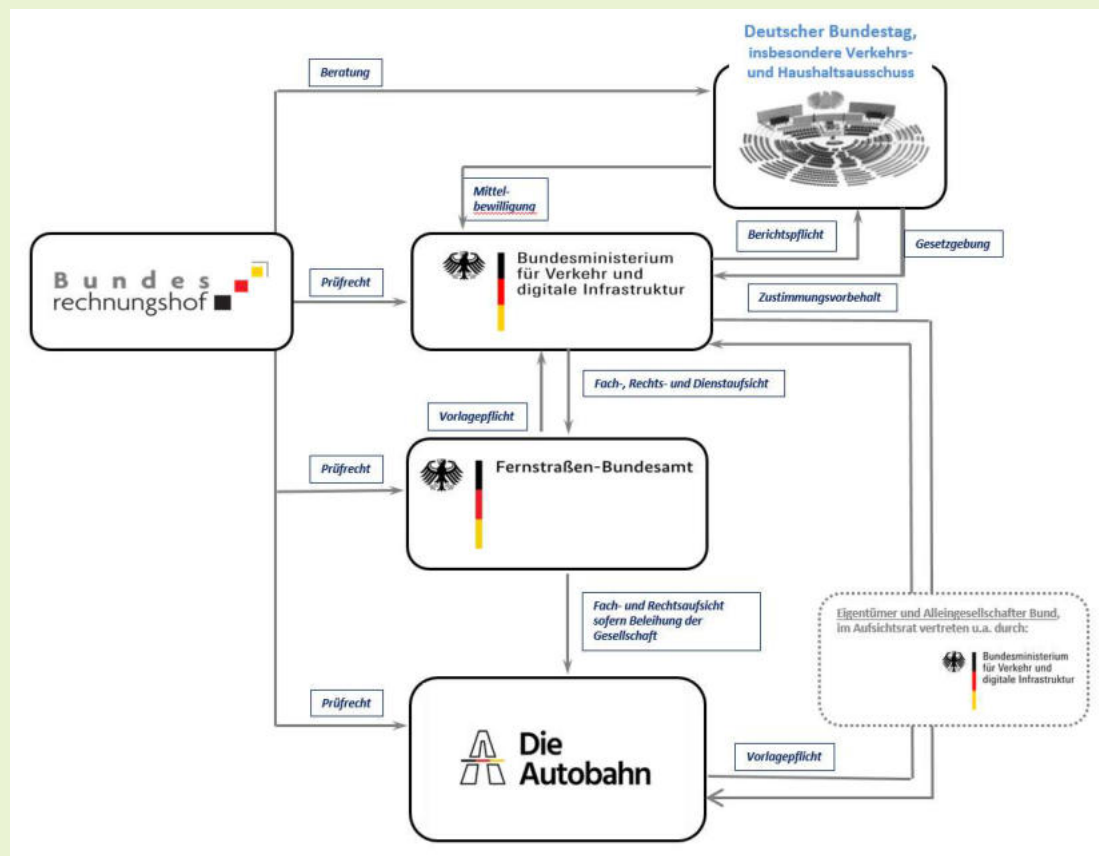 Deutscher Bundestag,
insbesondere Verkehrs-
und Haushaltsausschuss
Beratung
Mittel-
bewilligung
Berichtspflicht
Gesetzgebung
Bundes
rechnungshof
Prüfrecht
Bundesministerium
für Verkehr und
digitale Infrastruktur
Zustimmungsvorbehalt
Fach-, Rechts- und Dienstaufsicht
Vorlagepflicht
Prüfrecht
Fernstraßen-Bundesamt
Fach- und Rechtsaufsicht
sofern Beleihung der
Gesellschaft
Eigentümer und Alleingesellschafter Bund,
im Aufsichtsrat vertreten u.a. durch:
Bundesministerium
für Verkehr und
digitale Infrastruktur
Prüfrecht
Die
Autobahn
Vorlagepflicht